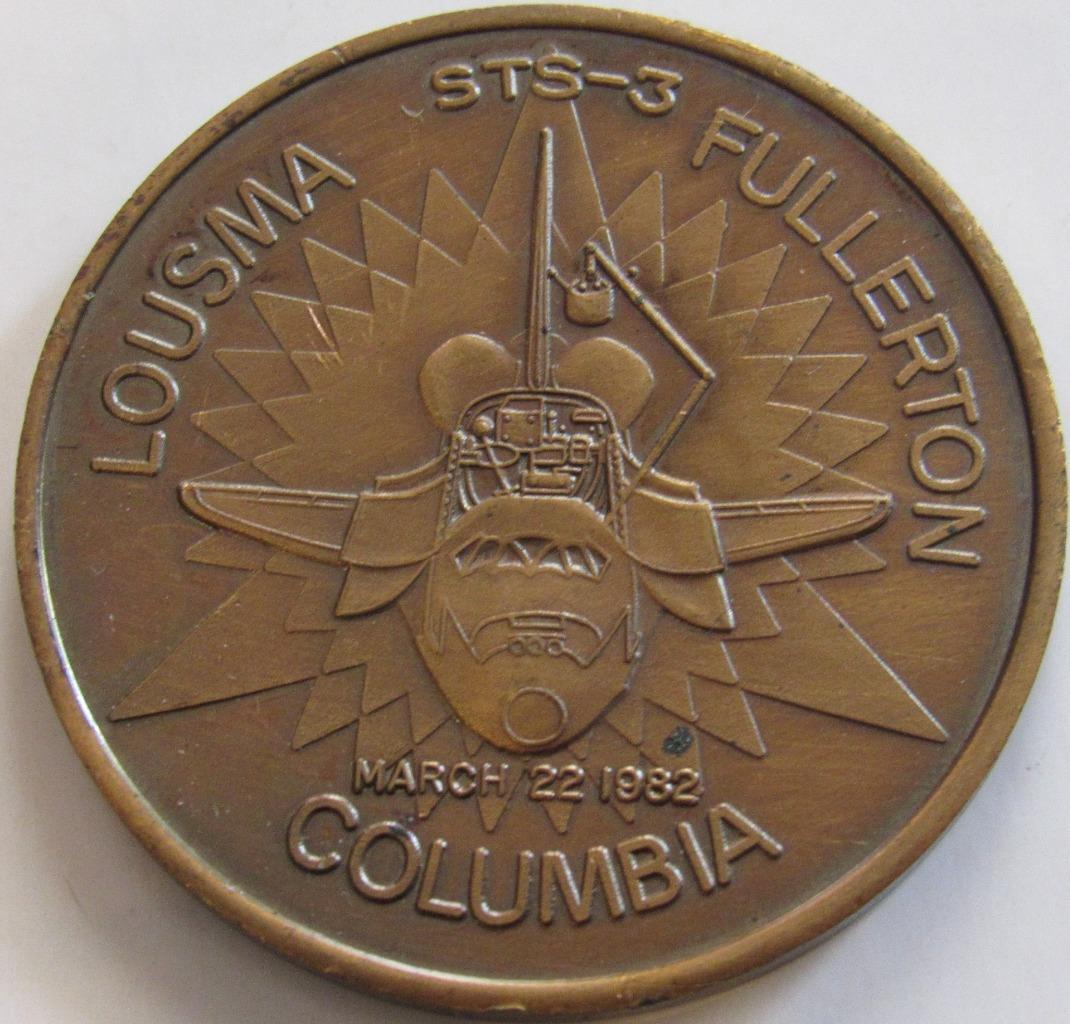 STS-3
LOUSMA
FULLERTON
MARCH 22 1982
COLUMBIA